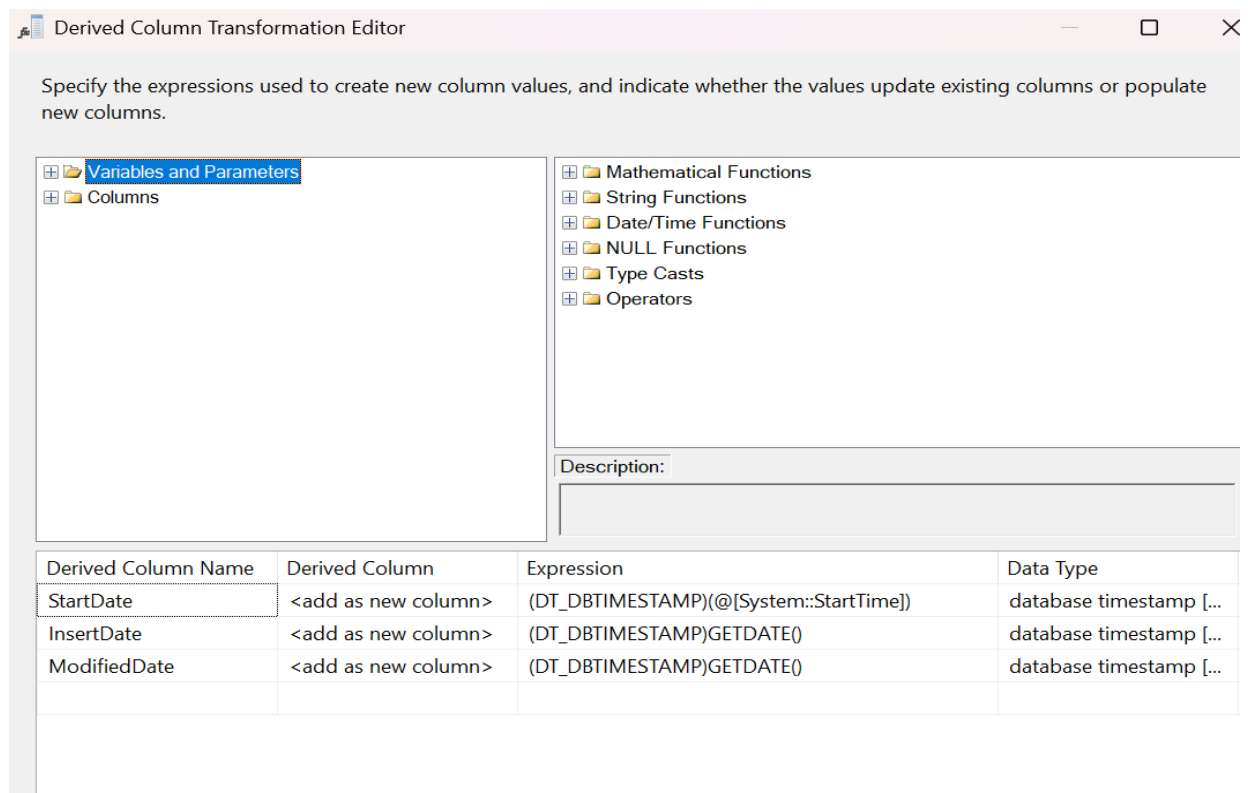 Derived Column Transformation Editor
Specify the expressions used to create new column values, and indicate whether the values update existing columns or populate
new columns.
Variables and Parameters
Columns
Mathematical Functions
String Functions
Date/Time Functions
NULL Functions
Type Casts
Operators
Description:
Derived Column Name Derived Column Expression Data Type
StartDate <add as new column> (DT_DBTIMESTAMP)(@[System::StartTime]) database timestamp [...
InsertDate <add as new column> (DT_DBTIMESTAMP)GETDATE() database timestamp [...
ModifiedDate <add as new column> (DT_DBTIMESTAMP)GETDATE() database timestamp [...